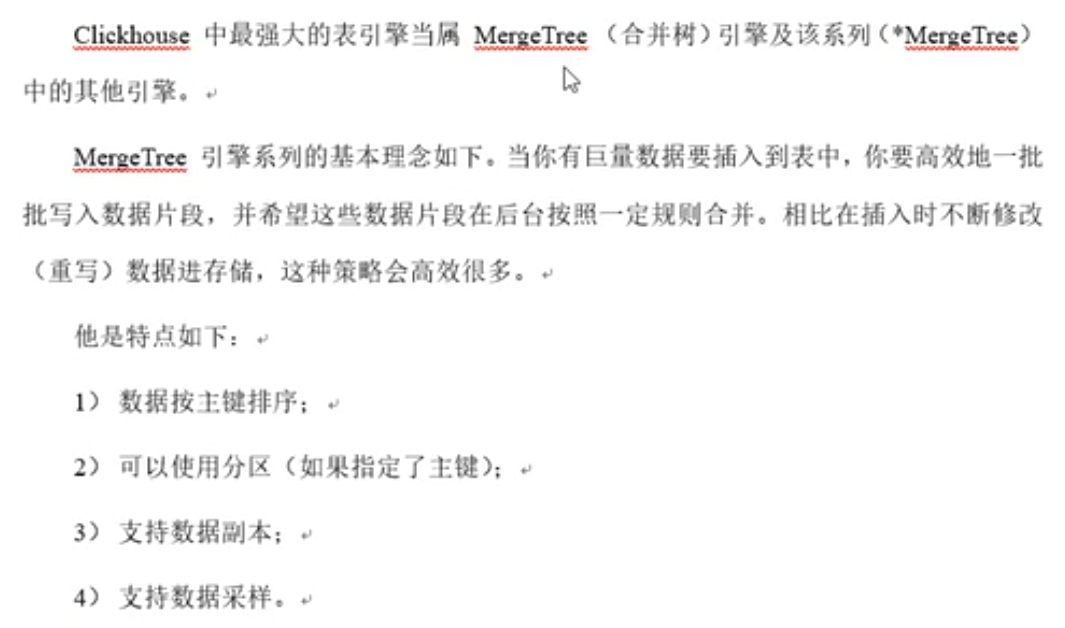 Clickhouse 中最强大的表引擎当属 MergeTree （合并树）引擎及该系列（*MergeTree）
中的其他引擎。
MergeTree 引擎系列的基本理念如下。当你有巨量数据要插入到表中，你要高效地一批
批写入数据片段，并希望这些数据片段在后台按照一定规则合并。相比在插入时不断修改
（重写）数据进存储，这种策略会高效很多。
他是特点如下：
1） 数据按主键排序；
2） 可以使用分区（如果指定了主键）；
3） 支持数据副本；
4） 支持数据采样。